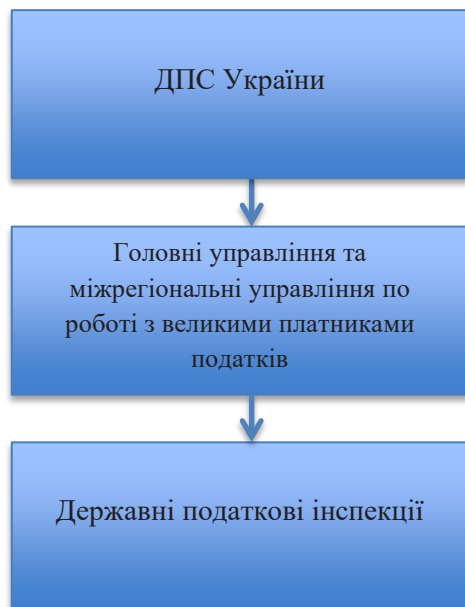 ДПС України
Головні управління та
міжрегіональні управління по
роботі з великими платниками
податків
Державні податкові інспекції